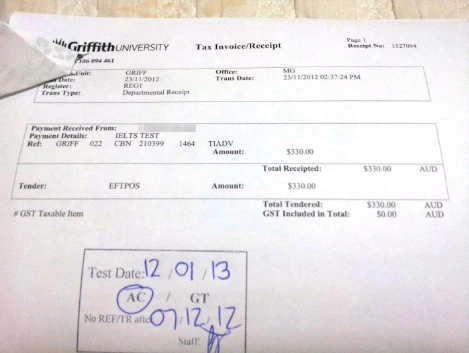 Griffith UNIVERSITY Tax Invoice/Receipt Page 1
Receipt No: 1527094
106 094 461
Unit: GRIFF Office: MG
Date: 23/11/2012 Trans Date: 23/11/2012 02:37:24 PM
Register: REG1
Trans Type: Departmental Receipt
Payment Received From:
Payment Details: IELTS TEST
Ref: GRIFF 022 CBN 210399 1464 TIADV
Amount: $330.00
Total Receipted: $330.00 AUD
Tender: EFTPOS Amount: $330.00
Total Tendered: $330.00 AUD
# GST Taxable Item GST Included in Total: $0.00 AUD
Test Date: 12 / 01 / 13
AC / GT
No REF/TR after 07/12/12
Staff: